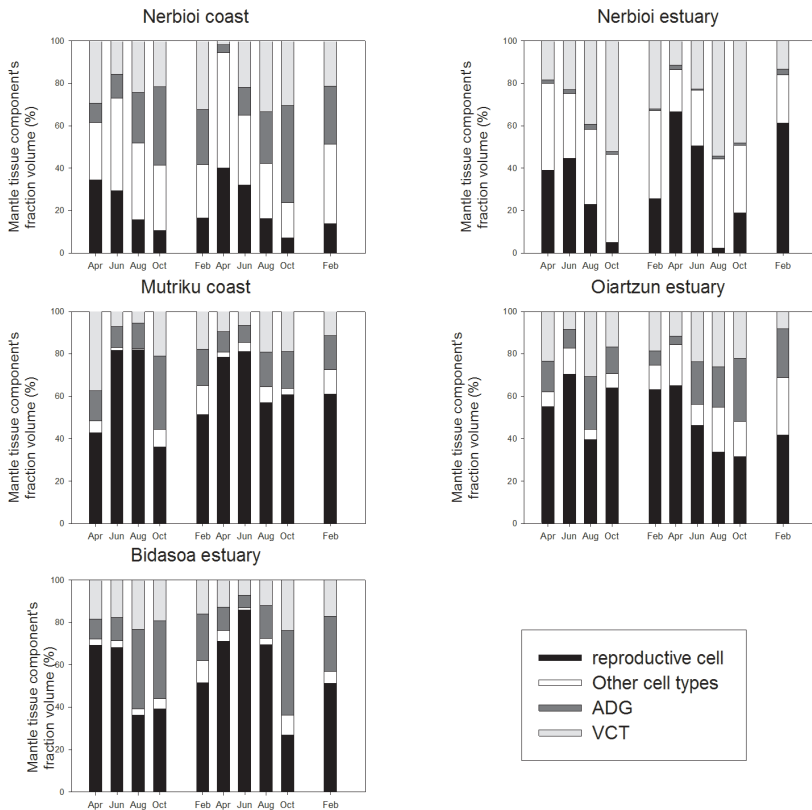 Nerbioi coast
Mantle tissue component's
fraction volume (%)
100
80
60
40
20
0
Apr Jun Aug Oct Feb Apr Jun Aug Oct Feb
Nerbioi estuary
Mantle tissue component's
fraction volume (%)
100
80
60
40
20
0
Apr Jun Aug Oct Feb Apr Jun Aug Oct Feb
Mutriku coast
Mantle tissue component's
fraction volume (%)
100
80
60
40
20
0
Apr Jun Aug Oct Feb Apr Jun Aug Oct Feb
Oiartzun estuary
Mantle tissue component's
fraction volume (%)
100
80
60
40
20
0
Apr Jun Aug Oct Feb Apr Jun Aug Oct Feb
Bidasoa estuary
Mantle tissue component's
fraction volume (%)
100
80
60
40
20
0
Apr Jun Aug Oct Feb Apr Jun Aug Oct Feb
reproductive cell
Other cell types
ADG
VCT